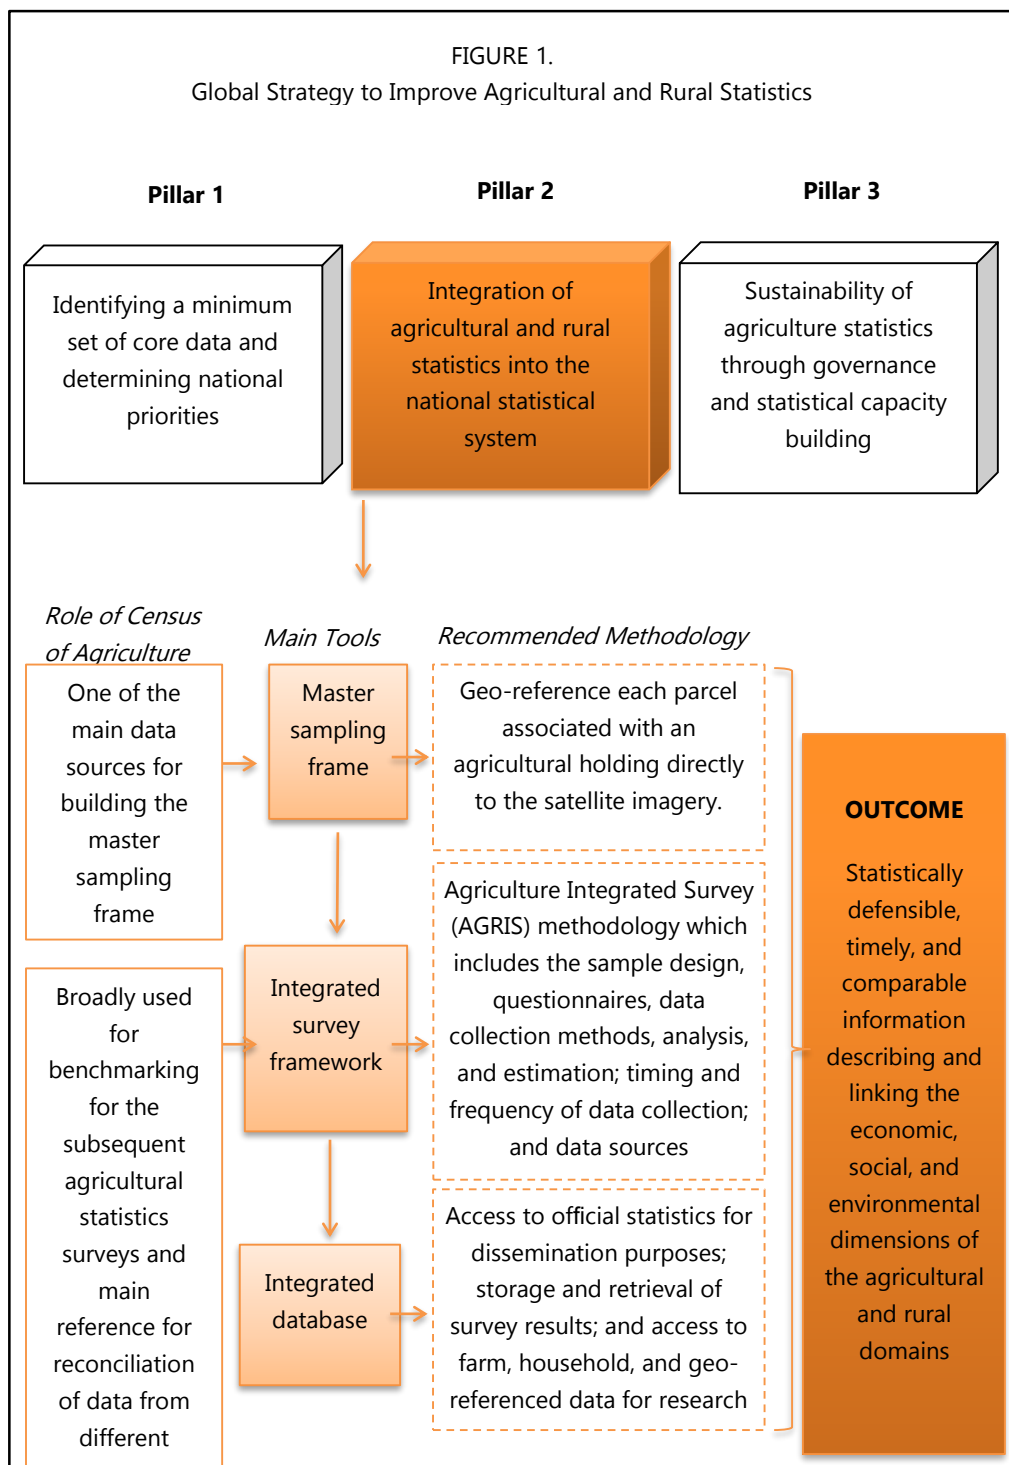 FIGURE 1.
Global Strategy to Improve Agricultural and Rural Statistics
Pillar 1
Pillar 2
Pillar 3
Identifying a minimum
set of core data and
determining national
priorities
Integration of
agricultural and rural
statistics into the
national statistical
system
Sustainability of
agriculture statistics
through governance
and statistical capacity
building
Role of Census
of Agriculture
Main Tools
Recommended Methodology
One of the
main data
sources for
building the
master
sampling
frame
Master
sampling
frame
Geo-reference each parcel
associated with an
agricultural holding directly
to the satellite imagery.
Broadly used
for
benchmarking
for the
subsequent
agricultural
statistics
surveys and
main
reference for
reconciliation
of data from
different
Integrated
survey
framework
Agriculture Integrated Survey
(AGRIS) methodology which
includes the sample design,
questionnaires, data
collection methods, analysis,
and estimation; timing and
frequency of data collection;
and data sources
Integrated
database
Access to official statistics for
dissemination purposes;
storage and retrieval of
survey results; and access to
farm, household, and geo-
referenced data for research
OUTCOME
Statistically
defensible,
timely, and
comparable
information
describing and
linking the
economic,
social, and
environmental
dimensions of
the agricultural
and rural
domains